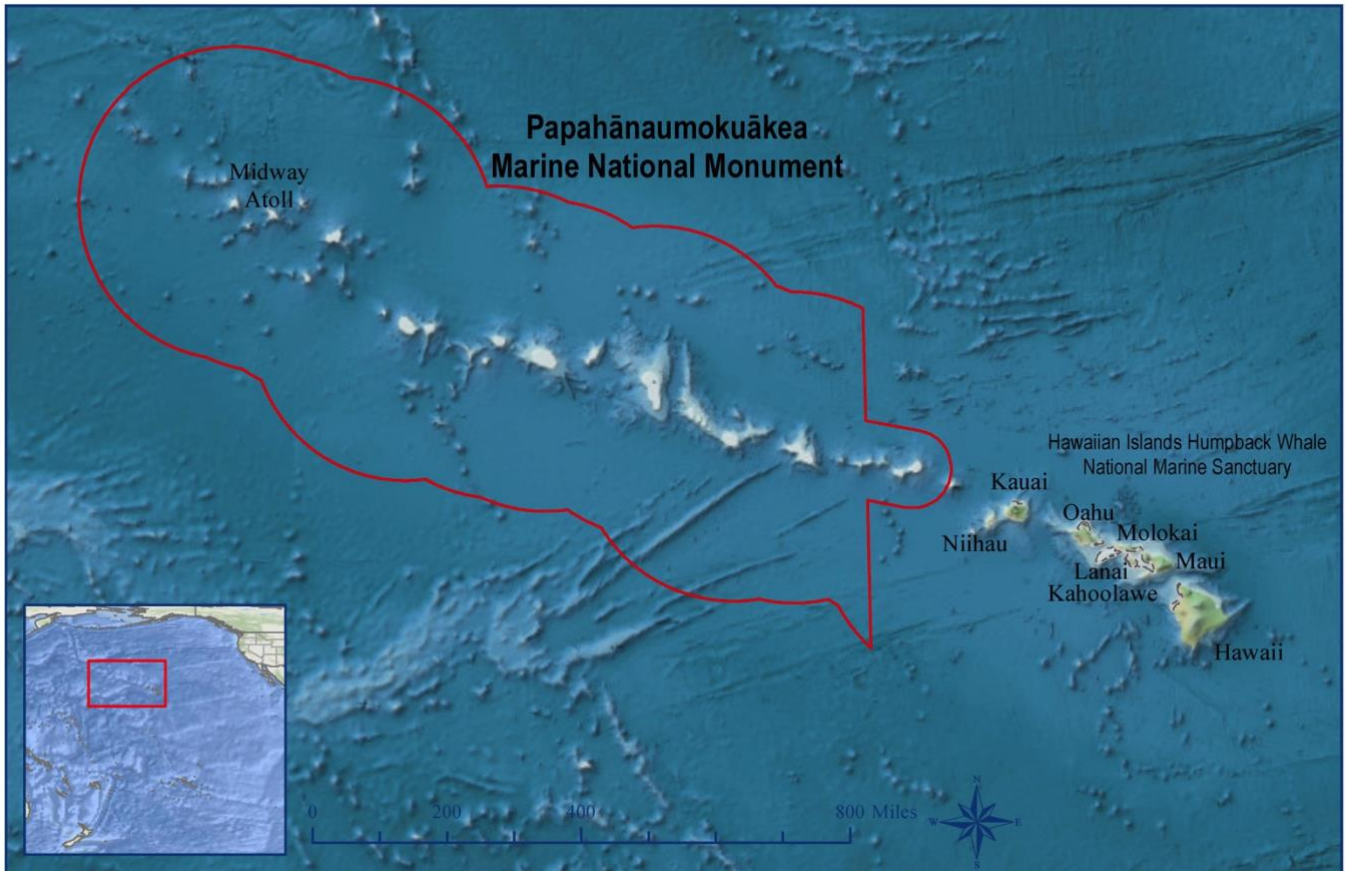 Papahānaumokuākea
Marine National Monument
Midway
Atoll
Hawaiian Islands Humpback Whale
National Marine Sanctuary
Kauai
Niihau
Oahu
Molokai
Maui
Lanai
Kahoolawe
Hawaii
0 200 400 800 Miles
N
W E
S